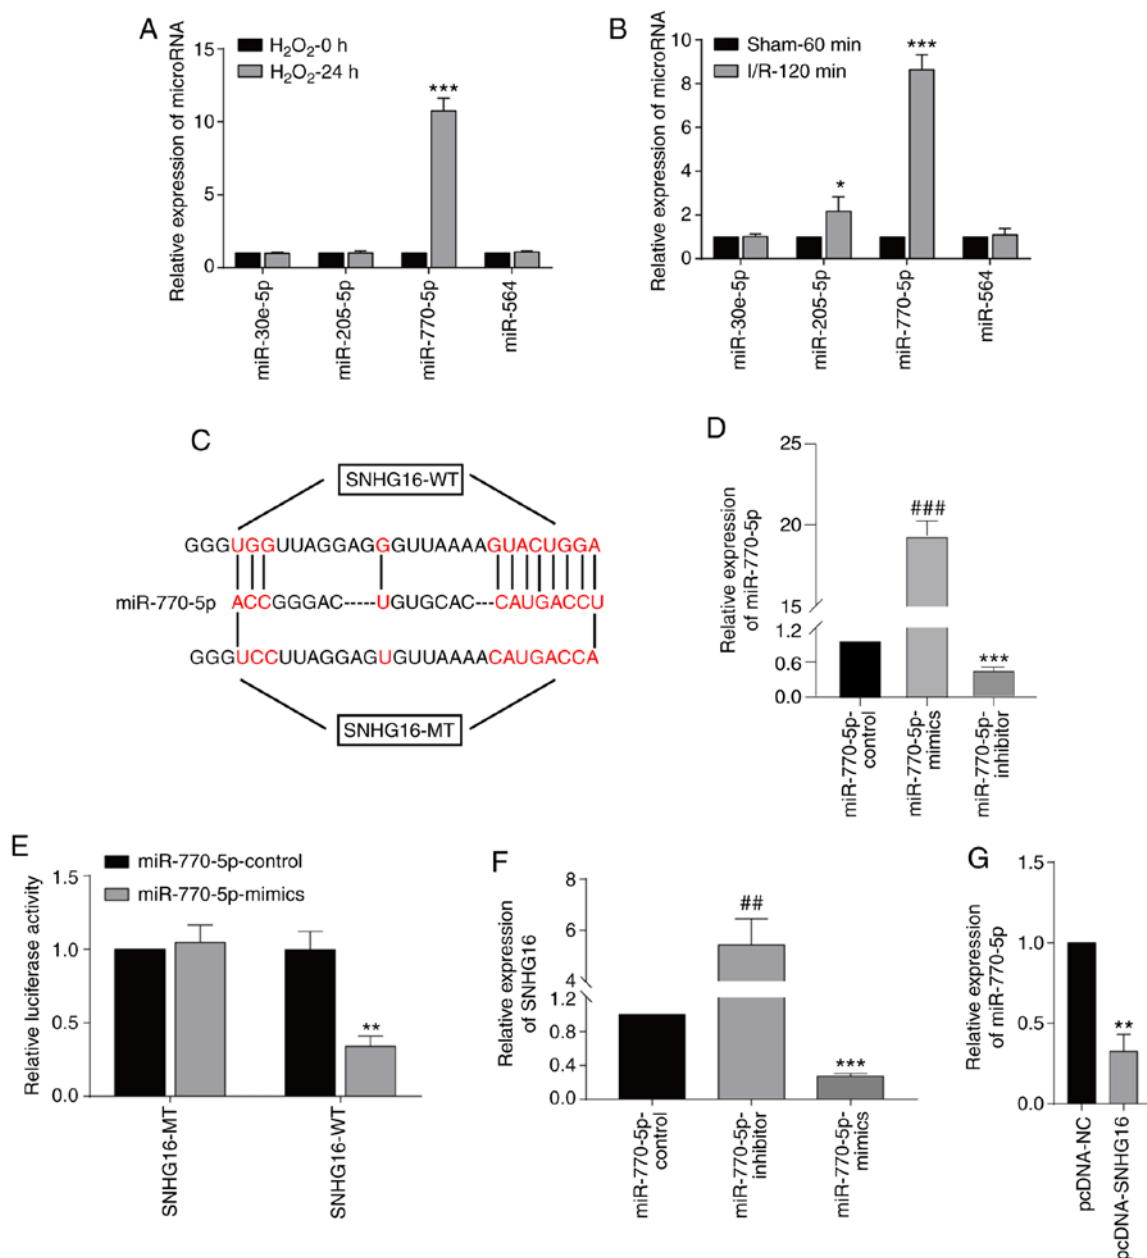 A
Relative expression of microRNA
15
10
5
0
H₂O₂-0 h
H₂O₂-24 h
***
miR-30e-5p
miR-205-5p
miR-770-5p
miR-564
B
Relative expression of microRNA
10
8
6
4
2
0
Sham-60 min
I/R-120 min
*
***
miR-30e-5p
miR-205-5p
miR-770-5p
miR-564
C
SNHG16-WT
GGGUGGUUAGGAGGGUUAAAAGUACUGGA
miR-770-5p ACCGGGAC-----UGUGCAC---CAUGACCU
GGGUCCUUAGGAGUGUUAAAACAUGACCA
SNHG16-MT
D
Relative expression
of miR-770-5p
25
20
15
1.2
0.6
0.0
###
***
miR-770-5p-
control
miR-770-5p-
mimics
miR-770-5p-
inhibitor
E
Relative luciferase activity
1.5
1.0
0.5
0.0
miR-770-5p-control
miR-770-5p-mimics
**
SNHG16-MT
SNHG16-WT
F
Relative expression
of SNHG16
8
6
4
1.2
0.8
0.4
0.0
##
***
miR-770-5p-
control
miR-770-5p-
inhibitor
miR-770-5p-
mimics
G
Relative expression
of miR-770-5p
1.5
1.0
0.5
0.0
**
pcDNA-NC
pcDNA-SNHG16